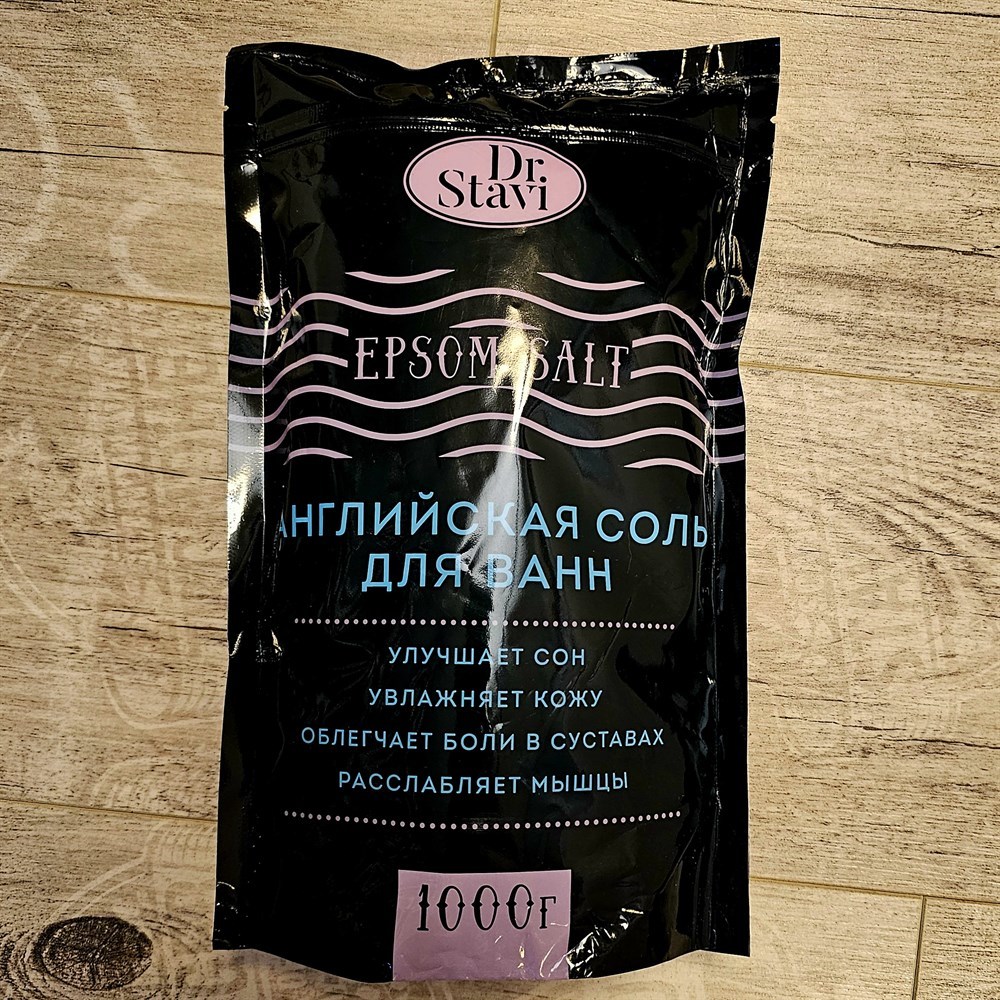 Dr.
Stavi
EPSOM SALT
АНГЛИЙСКАЯ СОЛЬ
ДЛЯ ВАНН
УЛУЧШАЕТ СОН
УВЛАЖНЯЕТ КОЖУ
ОБЛЕГЧАЕТ БОЛИ В СУСТАВАХ
РАССЛАБЛЯЕТ МЫШЦЫ
1000г